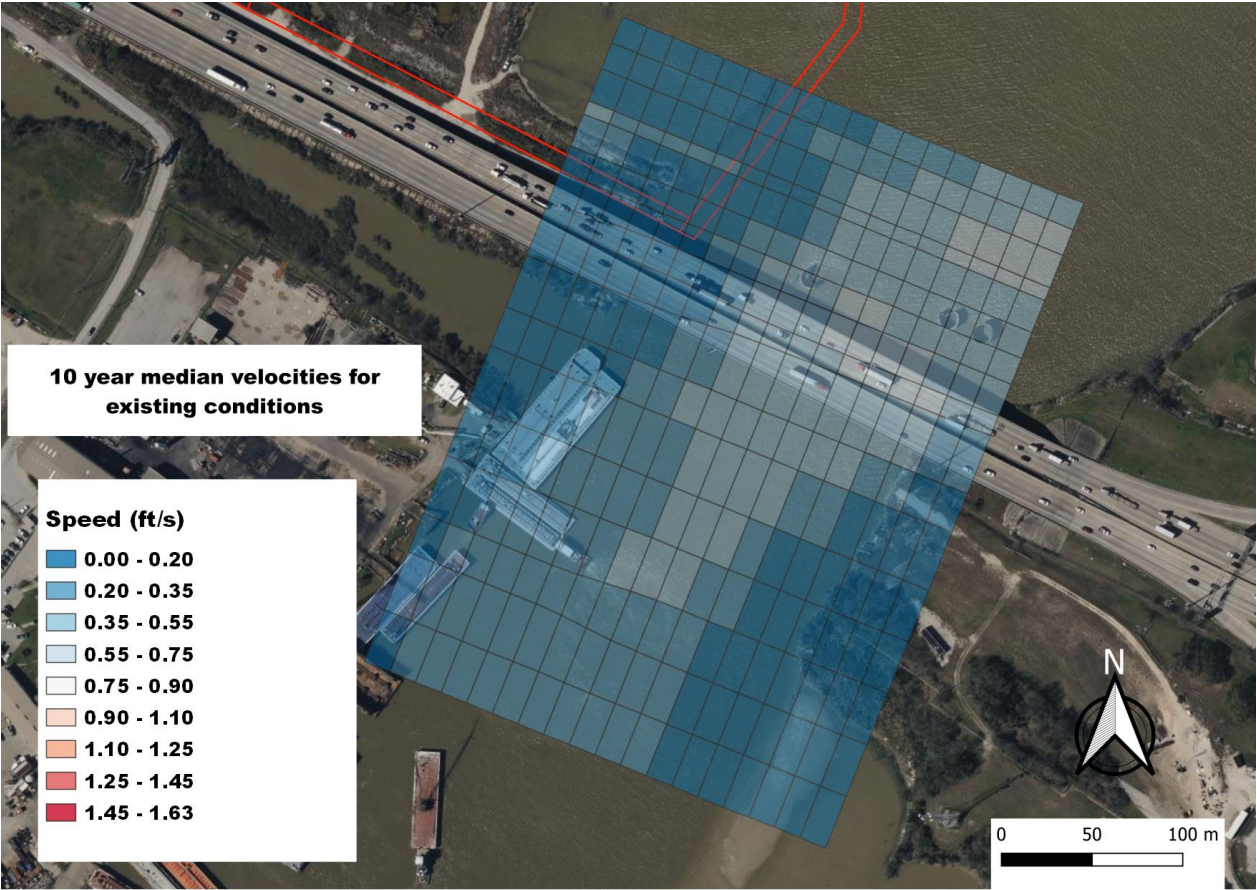 10 year median velocities for
existing conditions
Speed (ft/s)
0.00 - 0.20
0.20 - 0.35
0.35 - 0.55
0.55 - 0.75
0.75 - 0.90
0.90 - 1.10
1.10 - 1.25
1.25 - 1.45
1.45 - 1.63
N
0 50 100 m